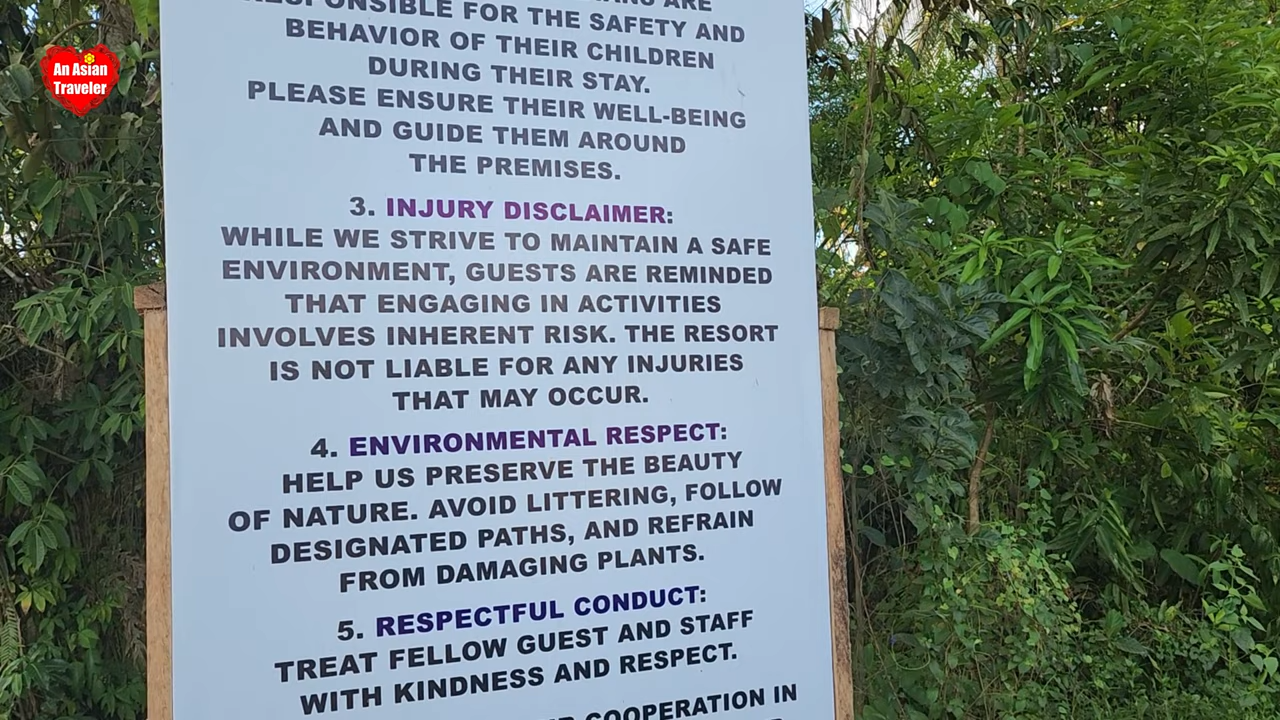 An Asian
Traveler
ARE
RESPONSIBLE FOR THE SAFETY AND
BEHAVIOR OF THEIR CHILDREN
DURING THEIR STAY.
PLEASE ENSURE THEIR WELL-BEING
AND GUIDE THEM AROUND
THE PREMISES.
3. INJURY DISCLAIMER:
WHILE WE STRIVE TO MAINTAIN A SAFE
ENVIRONMENT, GUESTS ARE REMINDED
THAT ENGAGING IN ACTIVITIES
INVOLVES INHERENT RISK. THE RESORT
IS NOT LIABLE FOR ANY INJURIES
THAT MAY OCCUR.
4. ENVIRONMENTAL RESPECT:
HELP US PRESERVE THE BEAUTY
OF NATURE. AVOID LITTERING, FOLLOW
DESIGNATED PATHS, AND REFRAIN
FROM DAMAGING PLANTS.
5. RESPECTFUL CONDUCT:
TREAT FELLOW GUEST AND STAFF
WITH KINDNESS AND RESPECT.
COOPERATION IN